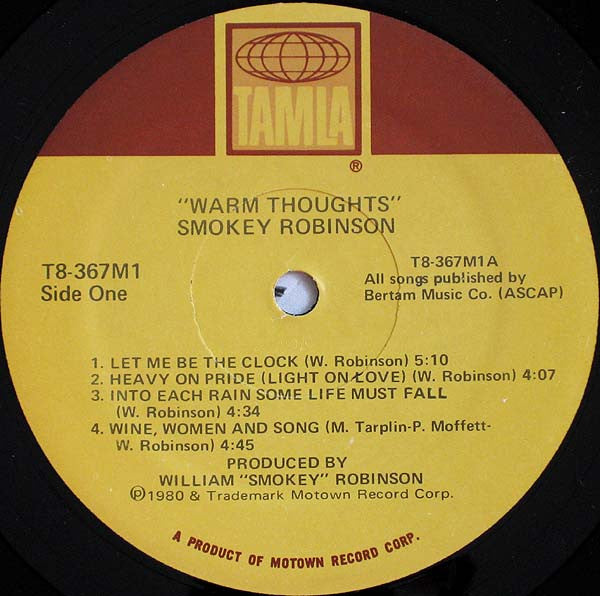 TAMLA
®
"WARM THOUGHTS"
SMOKEY ROBINSON
T8-367M1
Side One
T8-367M1A
All songs published by
Bertam Music Co. (ASCAP)
1. LET ME BE THE CLOCK (W. Robinson) 5:10
2. HEAVY ON PRIDE (LIGHT ON LOVE) (W. Robinson) 4:07
3. INTO EACH RAIN SOME LIFE MUST FALL
(W. Robinson) 4:34
4. WINE, WOMEN AND SONG (M. Tarplin-P. Moffett-
W. Robinson) 4:45
PRODUCED BY
WILLIAM "SMOKEY" ROBINSON
℗1980 & Trademark Motown Record Corp.
A PRODUCT OF MOTOWN RECORD CORP.